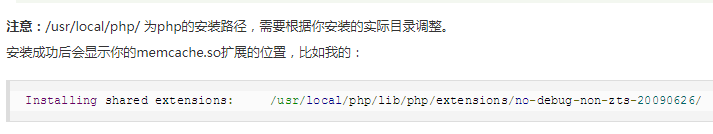 注意：/usr/local/php/ 为php的安装路径，需要根据你安装的实际目录调整。
安装成功后会显示你的memcache.so扩展的位置，比如我的：
Installing shared extensions:     /usr/local/php/lib/php/extensions/no-debug-non-zts-20090626/